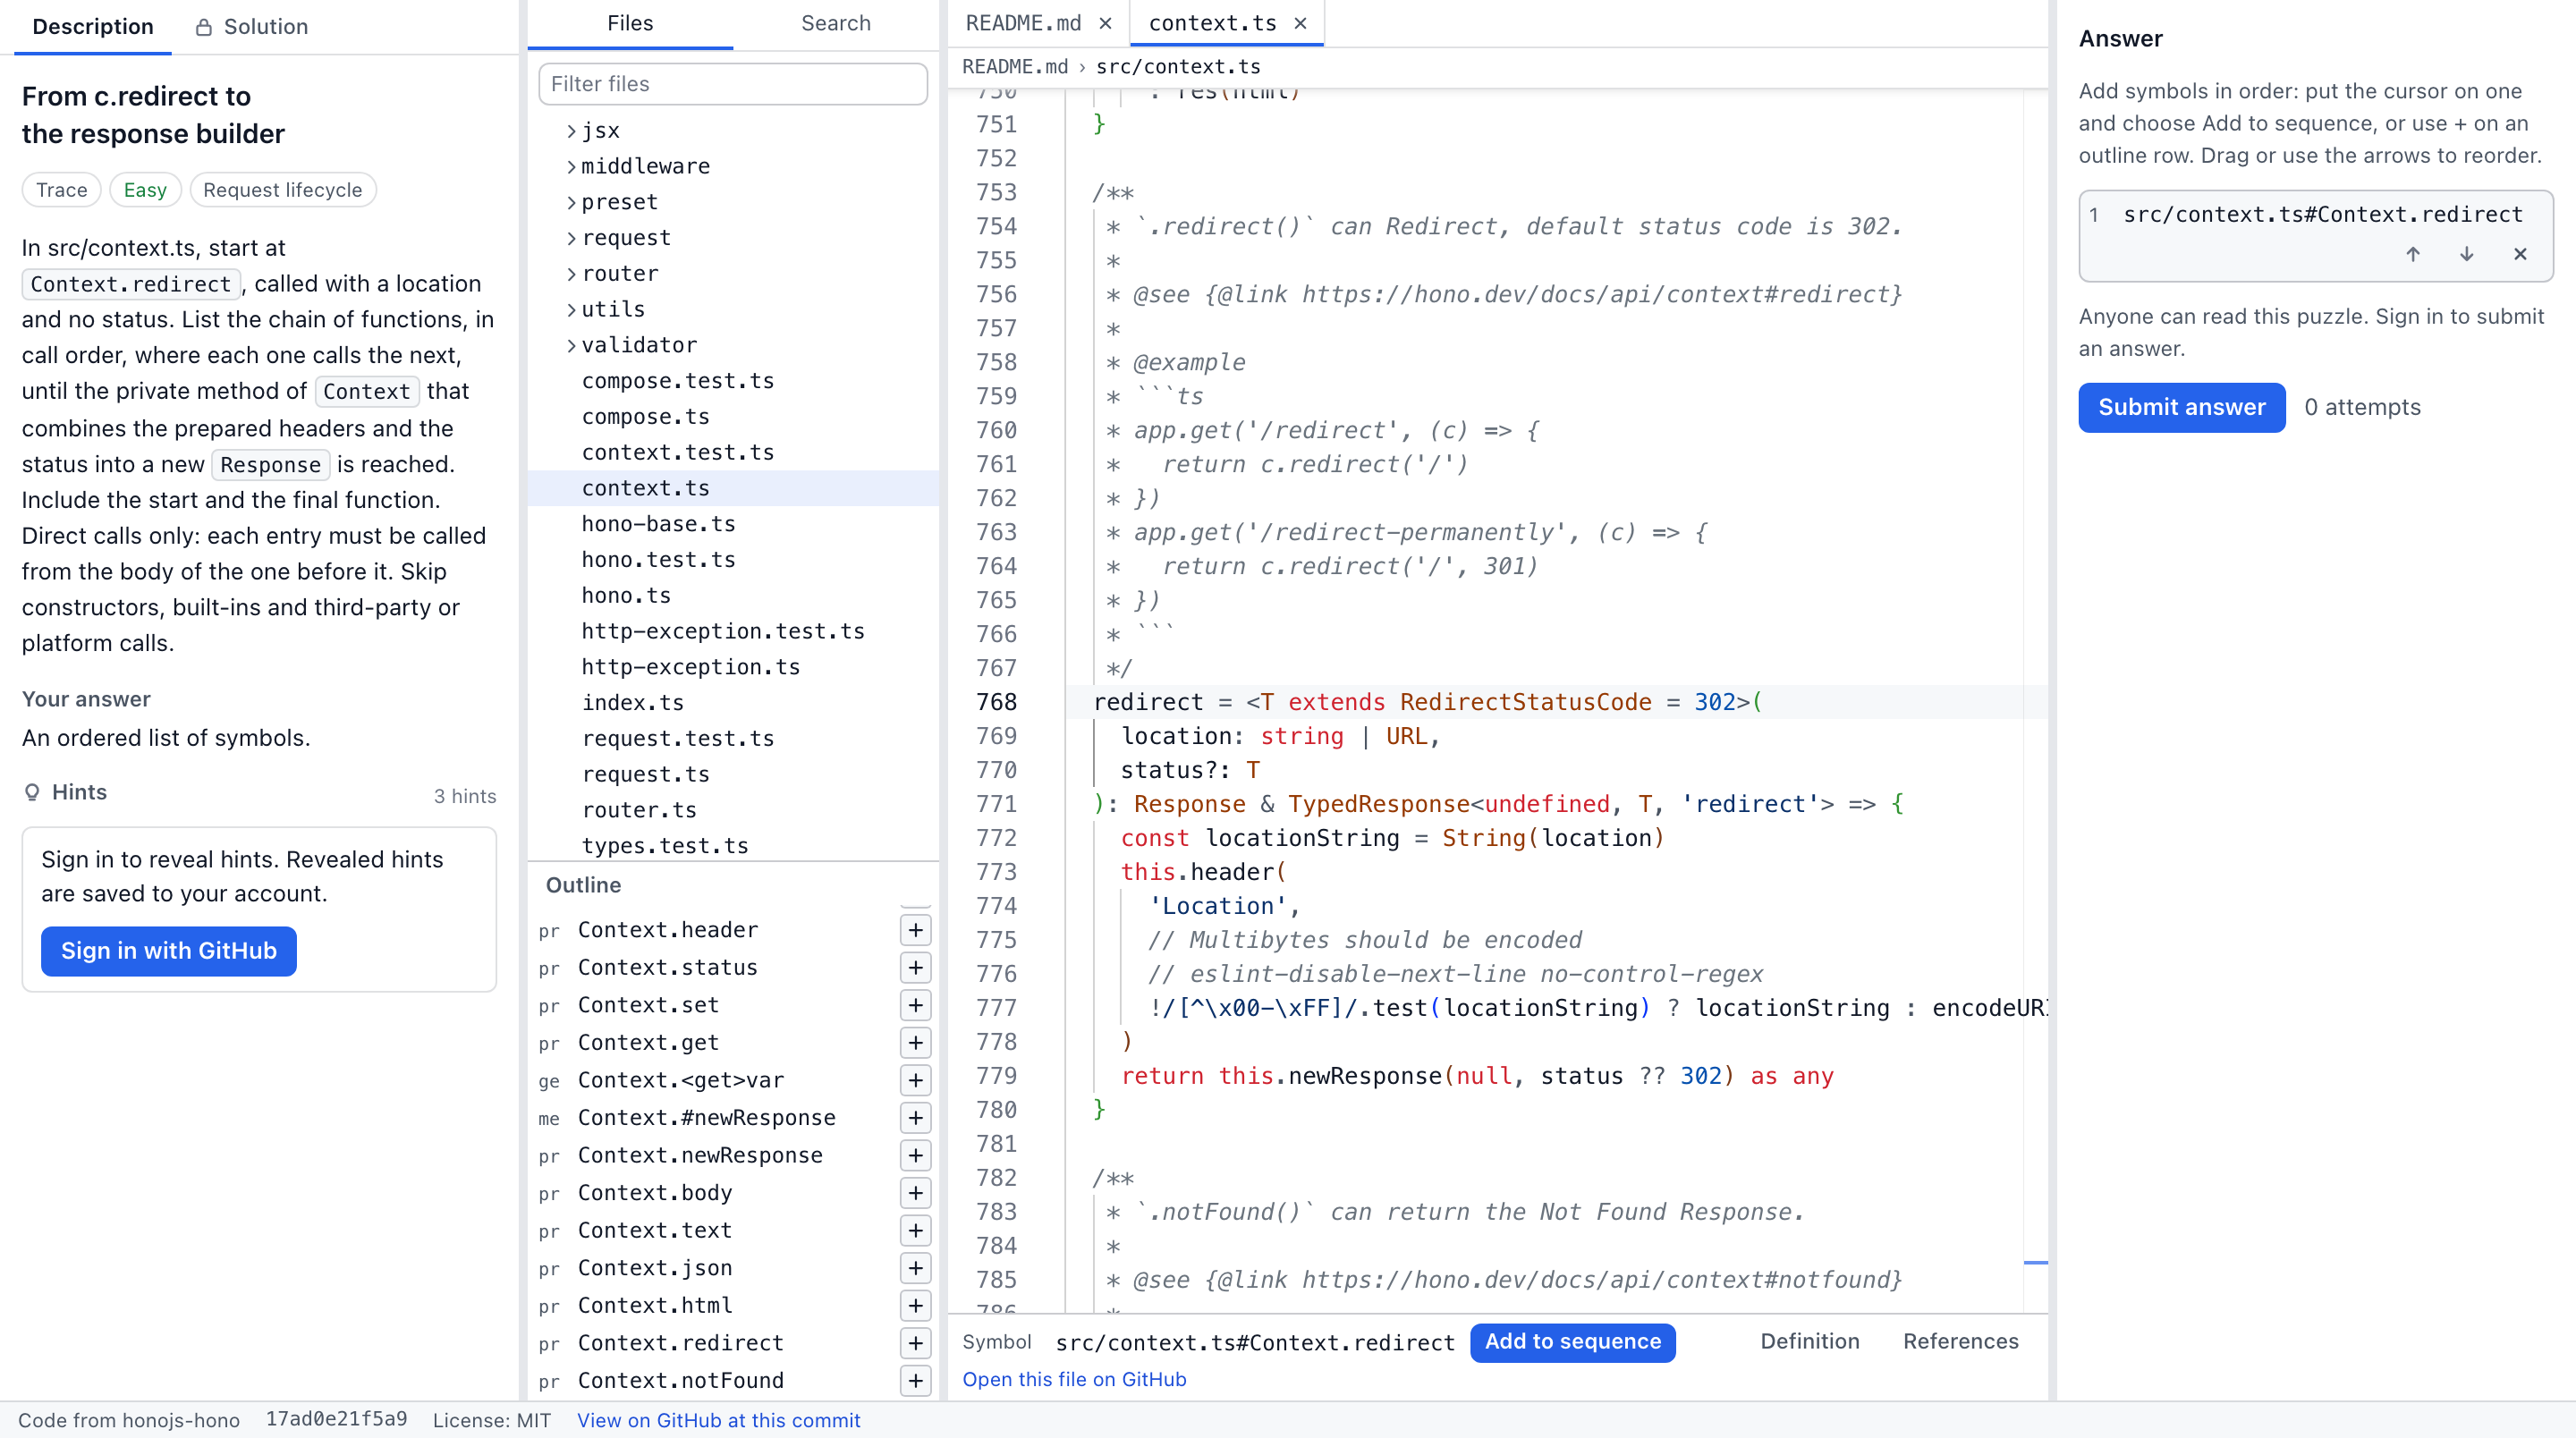 Description
Solution
From c.redirect to
the response builder
Trace
Easy
Request lifecycle
In src/context.ts, start at
Context.redirect, called with a location
and no status. List the chain of functions, in
call order, where each one calls the next,
until the private method of Context that
combines the prepared headers and the
status into a new Response is reached.
Include the start and the final function.
Direct calls only: each entry must be called
from the body of the one before it. Skip
constructors, built-ins and third-party or
platform calls.
Your answer
An ordered list of symbols.
Hints
3 hints
Sign in to reveal hints. Revealed hints
are saved to your account.
Sign in with GitHub
Files
Search
Filter files
jsx
middleware
preset
request
router
utils
validator
compose.test.ts
compose.ts
context.test.ts
context.ts
hono-base.ts
hono.test.ts
hono.ts
http-exception.test.ts
http-exception.ts
index.ts
request.test.ts
request.ts
router.ts
types.test.ts
Outline
pr Context.header +
pr Context.status +
pr Context.set +
pr Context.get +
ge Context.<get>var +
me Context.#newResponse +
pr Context.newResponse +
pr Context.body +
pr Context.text +
pr Context.json +
pr Context.html +
pr Context.redirect +
pr Context.notFound +
README.md ×
context.ts ×
README.md › src/context.ts
750 : res(html)
751 }
752
753 /**
754 * `.redirect()` can Redirect, default status code is 302.
755 *
756 * @see {@link https://hono.dev/docs/api/context#redirect}
757 *
758 * @example
759 * ```ts
760 * app.get('/redirect', (c) => {
761 *   return c.redirect('/')
762 * })
763 * app.get('/redirect-permanently', (c) => {
764 *   return c.redirect('/', 301)
765 * })
766 * ```
767 */
768 redirect = <T extends RedirectStatusCode = 302>(
769 location: string | URL,
770 status?: T
771 ): Response & TypedResponse<undefined, T, 'redirect'> => {
772 const locationString = String(location)
773 this.header(
774 'Location',
775 // Multibytes should be encoded
776 // eslint-disable-next-line no-control-regex
777 !/[^\x00-\xFF]/.test(locationString) ? locationString : encodeURI
778 )
779 return this.newResponse(null, status ?? 302) as any
780 }
781
782 /**
783 * `.notFound()` can return the Not Found Response.
784 *
785 * @see {@link https://hono.dev/docs/api/context#notfound}
786 *
Symbol src/context.ts#Context.redirect
Add to sequence
Definition
References
Open this file on GitHub
Answer
Add symbols in order: put the cursor on one
and choose Add to sequence, or use + on an
outline row. Drag or use the arrows to reorder.
1 src/context.ts#Context.redirect
↑ ↓ ×
Anyone can read this puzzle. Sign in to submit
an answer.
Submit answer
0 attempts
Code from honojs-hono
17ad0e21f5a9
License: MIT
View on GitHub at this commit